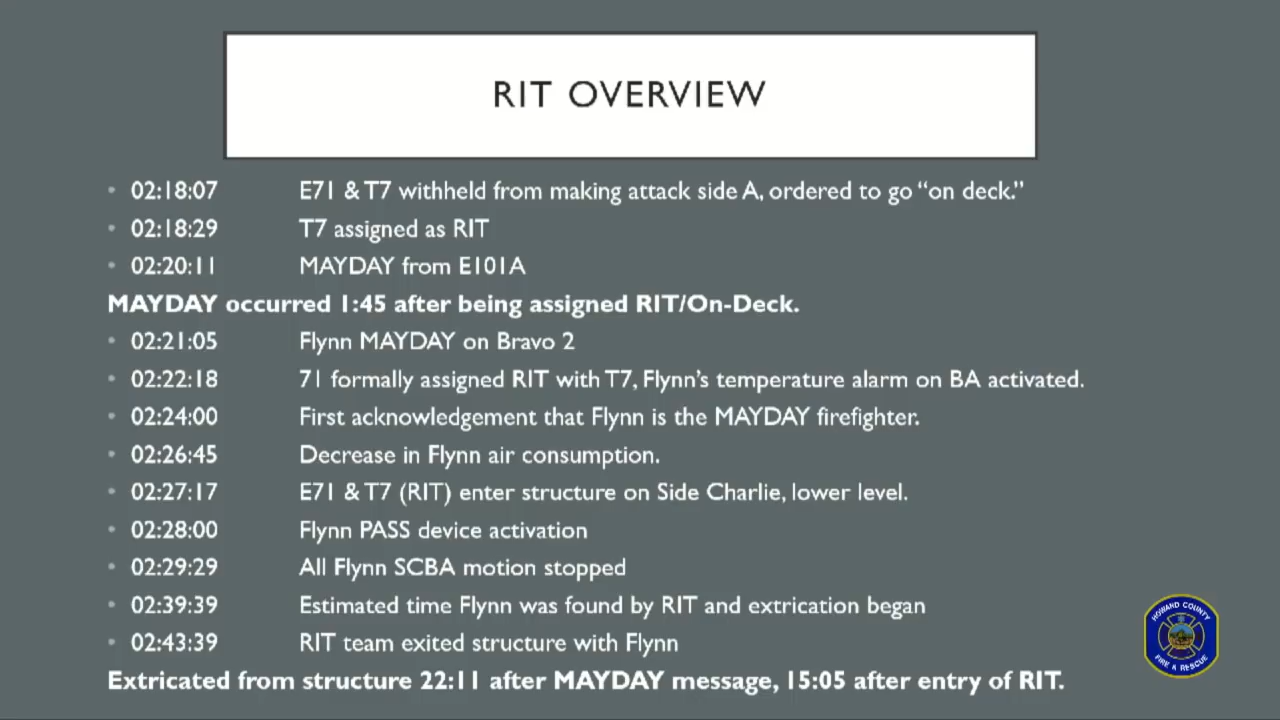 RIT OVERVIEW
• 02:18:07 E71 & T7 withheld from making attack side A, ordered to go “on deck.”
• 02:18:29 T7 assigned as RIT
• 02:20:11 MAYDAY from E101A
MAYDAY occurred 1:45 after being assigned RIT/On-Deck.
• 02:21:05 Flynn MAYDAY on Bravo 2
• 02:22:18 71 formally assigned RIT with T7, Flynn’s temperature alarm on BA activated.
• 02:24:00 First acknowledgement that Flynn is the MAYDAY firefighter.
• 02:26:45 Decrease in Flynn air consumption.
• 02:27:17 E71 & T7 (RIT) enter structure on Side Charlie, lower level.
• 02:28:00 Flynn PASS device activation
• 02:29:29 All Flynn SCBA motion stopped
• 02:39:39 Estimated time Flynn was found by RIT and extrication began
• 02:43:39 RIT team exited structure with Flynn
Extricated from structure 22:11 after MAYDAY message, 15:05 after entry of RIT.
HOWARD COUNTY
FIRE & RESCUE